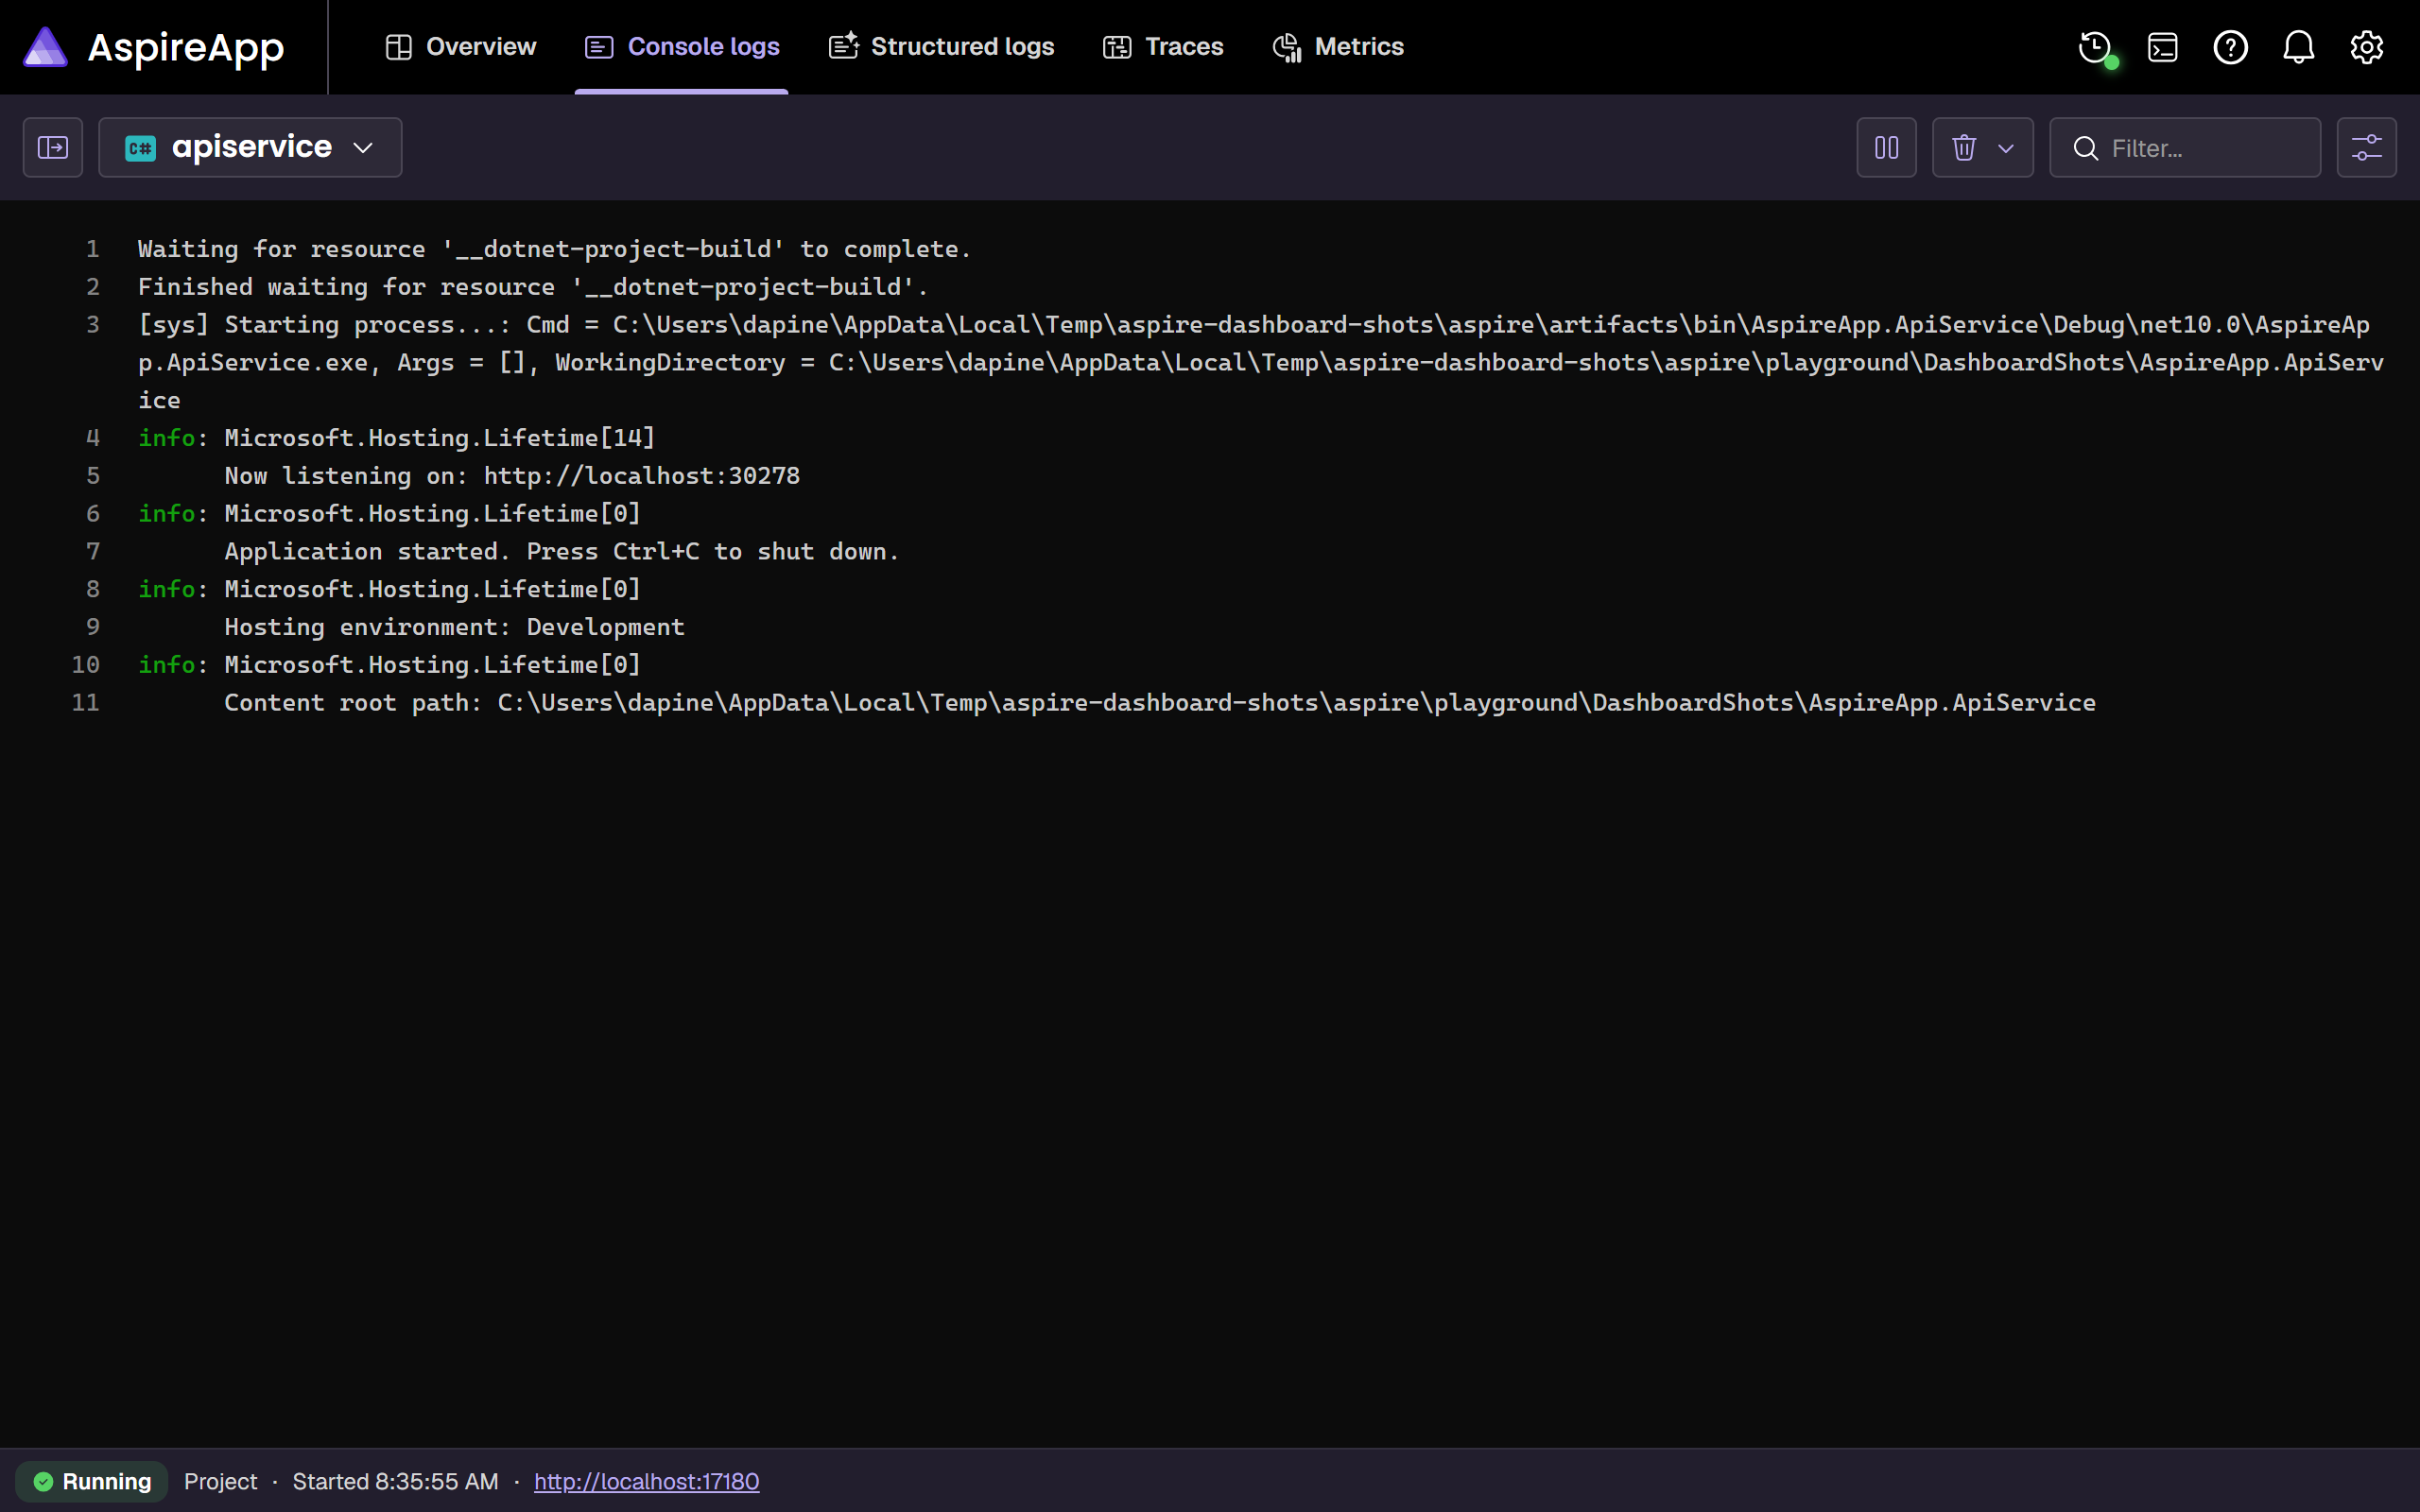 AspireApp
Overview
Console logs
Structured logs
Traces
Metrics
C# apiservice
Filter...
1 Waiting for resource '__dotnet-project-build' to complete.
2 Finished waiting for resource '__dotnet-project-build'.
3 [sys] Starting process...: Cmd = C:\Users\dapine\AppData\Local\Temp\aspire-dashboard-shots\aspire\artifacts\bin\AspireApp.ApiService\Debug\net10.0\AspireAp
p.ApiService.exe, Args = [], WorkingDirectory = C:\Users\dapine\AppData\Local\Temp\aspire-dashboard-shots\aspire\playground\DashboardShots\AspireApp.ApiServ
ice
4 info: Microsoft.Hosting.Lifetime[14]
5 Now listening on: http://localhost:30278
6 info: Microsoft.Hosting.Lifetime[0]
7 Application started. Press Ctrl+C to shut down.
8 info: Microsoft.Hosting.Lifetime[0]
9 Hosting environment: Development
10 info: Microsoft.Hosting.Lifetime[0]
11 Content root path: C:\Users\dapine\AppData\Local\Temp\aspire-dashboard-shots\aspire\playground\DashboardShots\AspireApp.ApiService
Running Project · Started 8:35:55 AM · http://localhost:17180